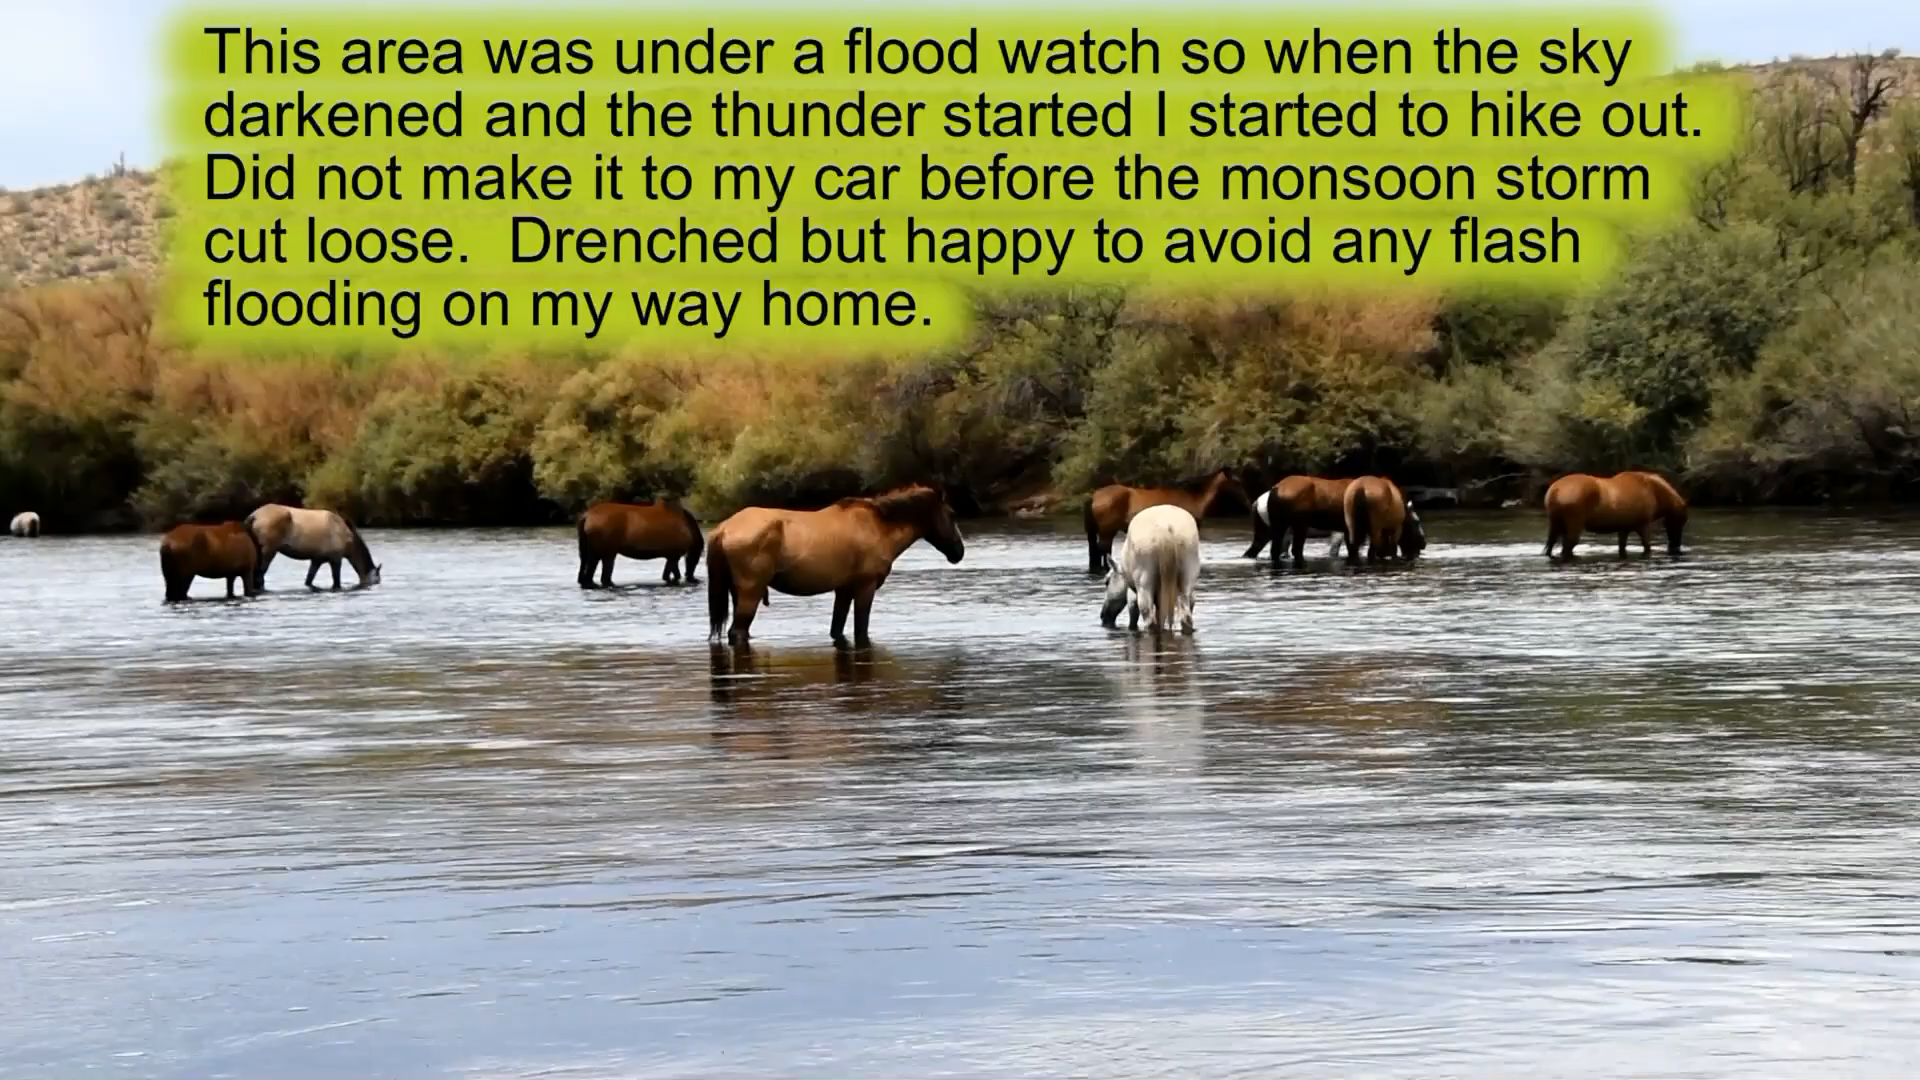 This area was under a flood watch so when the sky
darkened and the thunder started I started to hike out.
Did not make it to my car before the monsoon storm
cut loose.  Drenched but happy to avoid any flash
flooding on my way home.